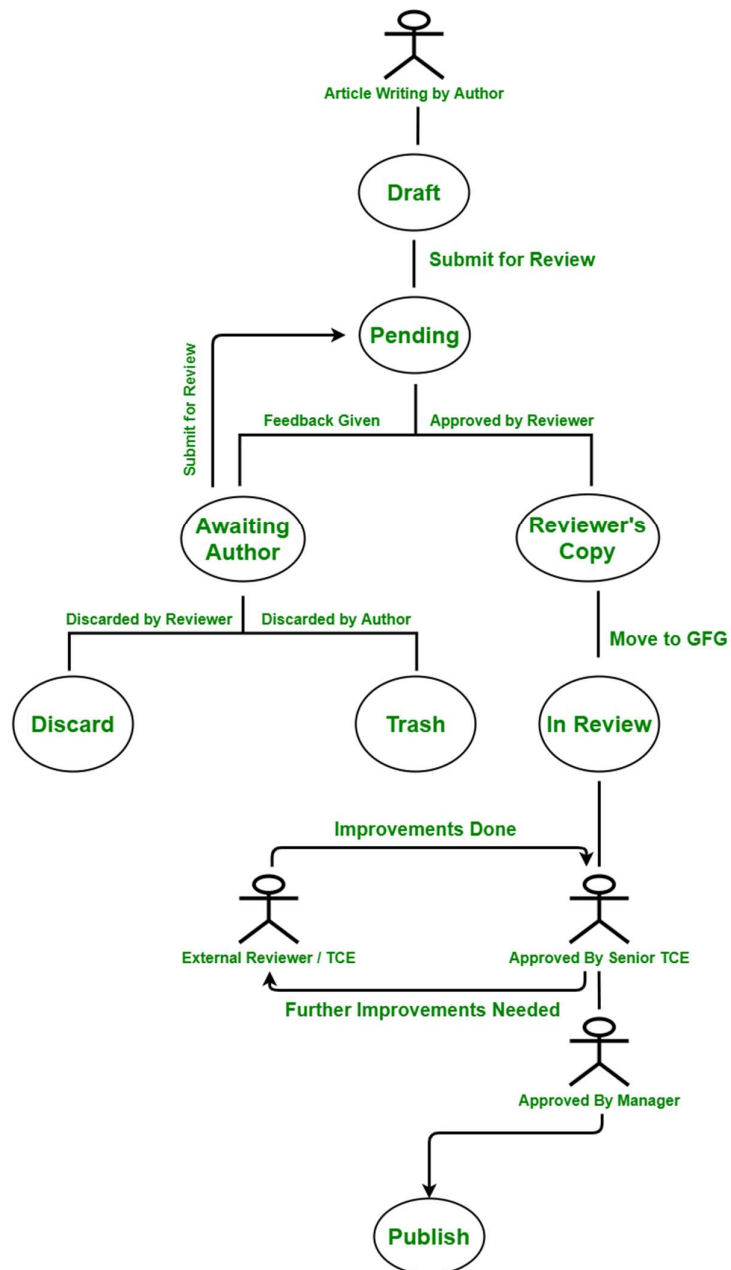 Article Writing by Author
Draft
Submit for Review
Pending
Submit for Review
Feedback Given
Approved by Reviewer
Awaiting
Author
Reviewer's
Copy
Discarded by Reviewer
Discarded by Author
Move to GFG
Discard
Trash
In Review
Improvements Done
External Reviewer / TCE
Approved By Senior TCE
Further Improvements Needed
Approved By Manager
Publish